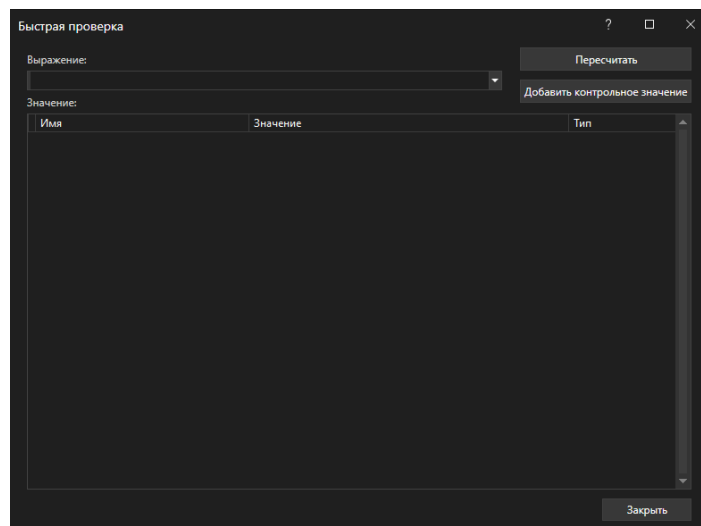 Быстрая проверка
?
Выражение:
Пересчитать
Добавить контрольное значение
Значение:
Имя Значение Тип
Закрыть